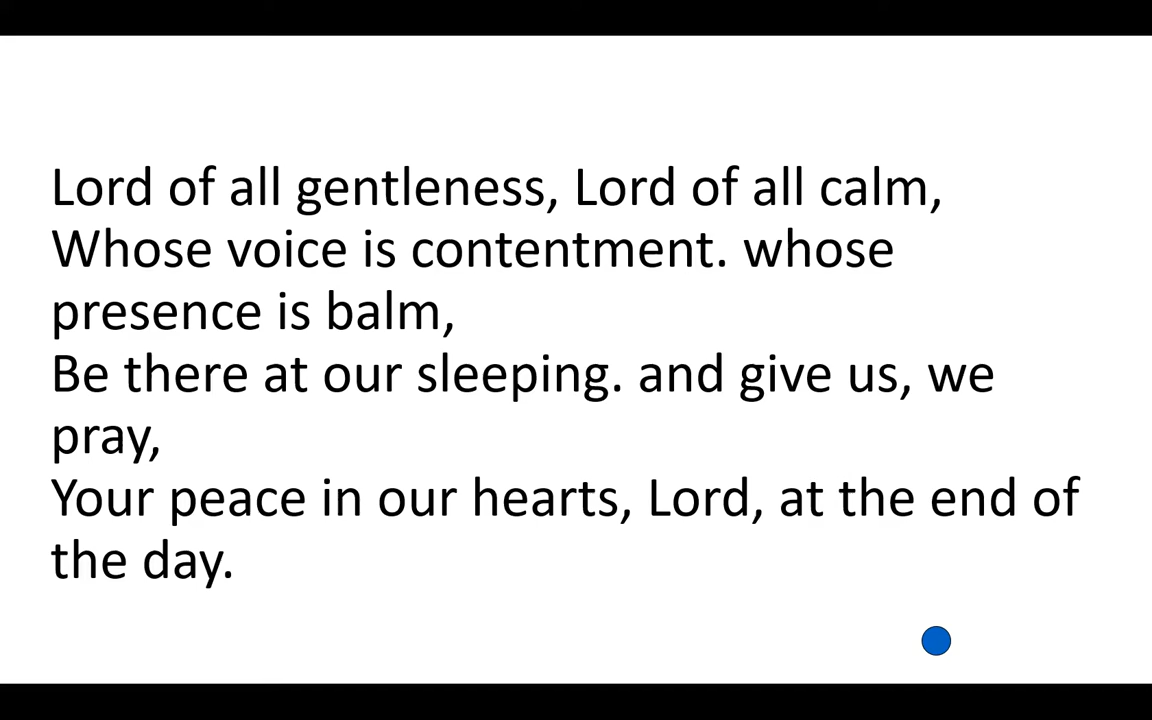 Lord of all gentleness, Lord of all calm,
Whose voice is contentment. whose
presence is balm,
Be there at our sleeping. and give us, we
pray,
Your peace in our hearts, Lord, at the end of
the day.